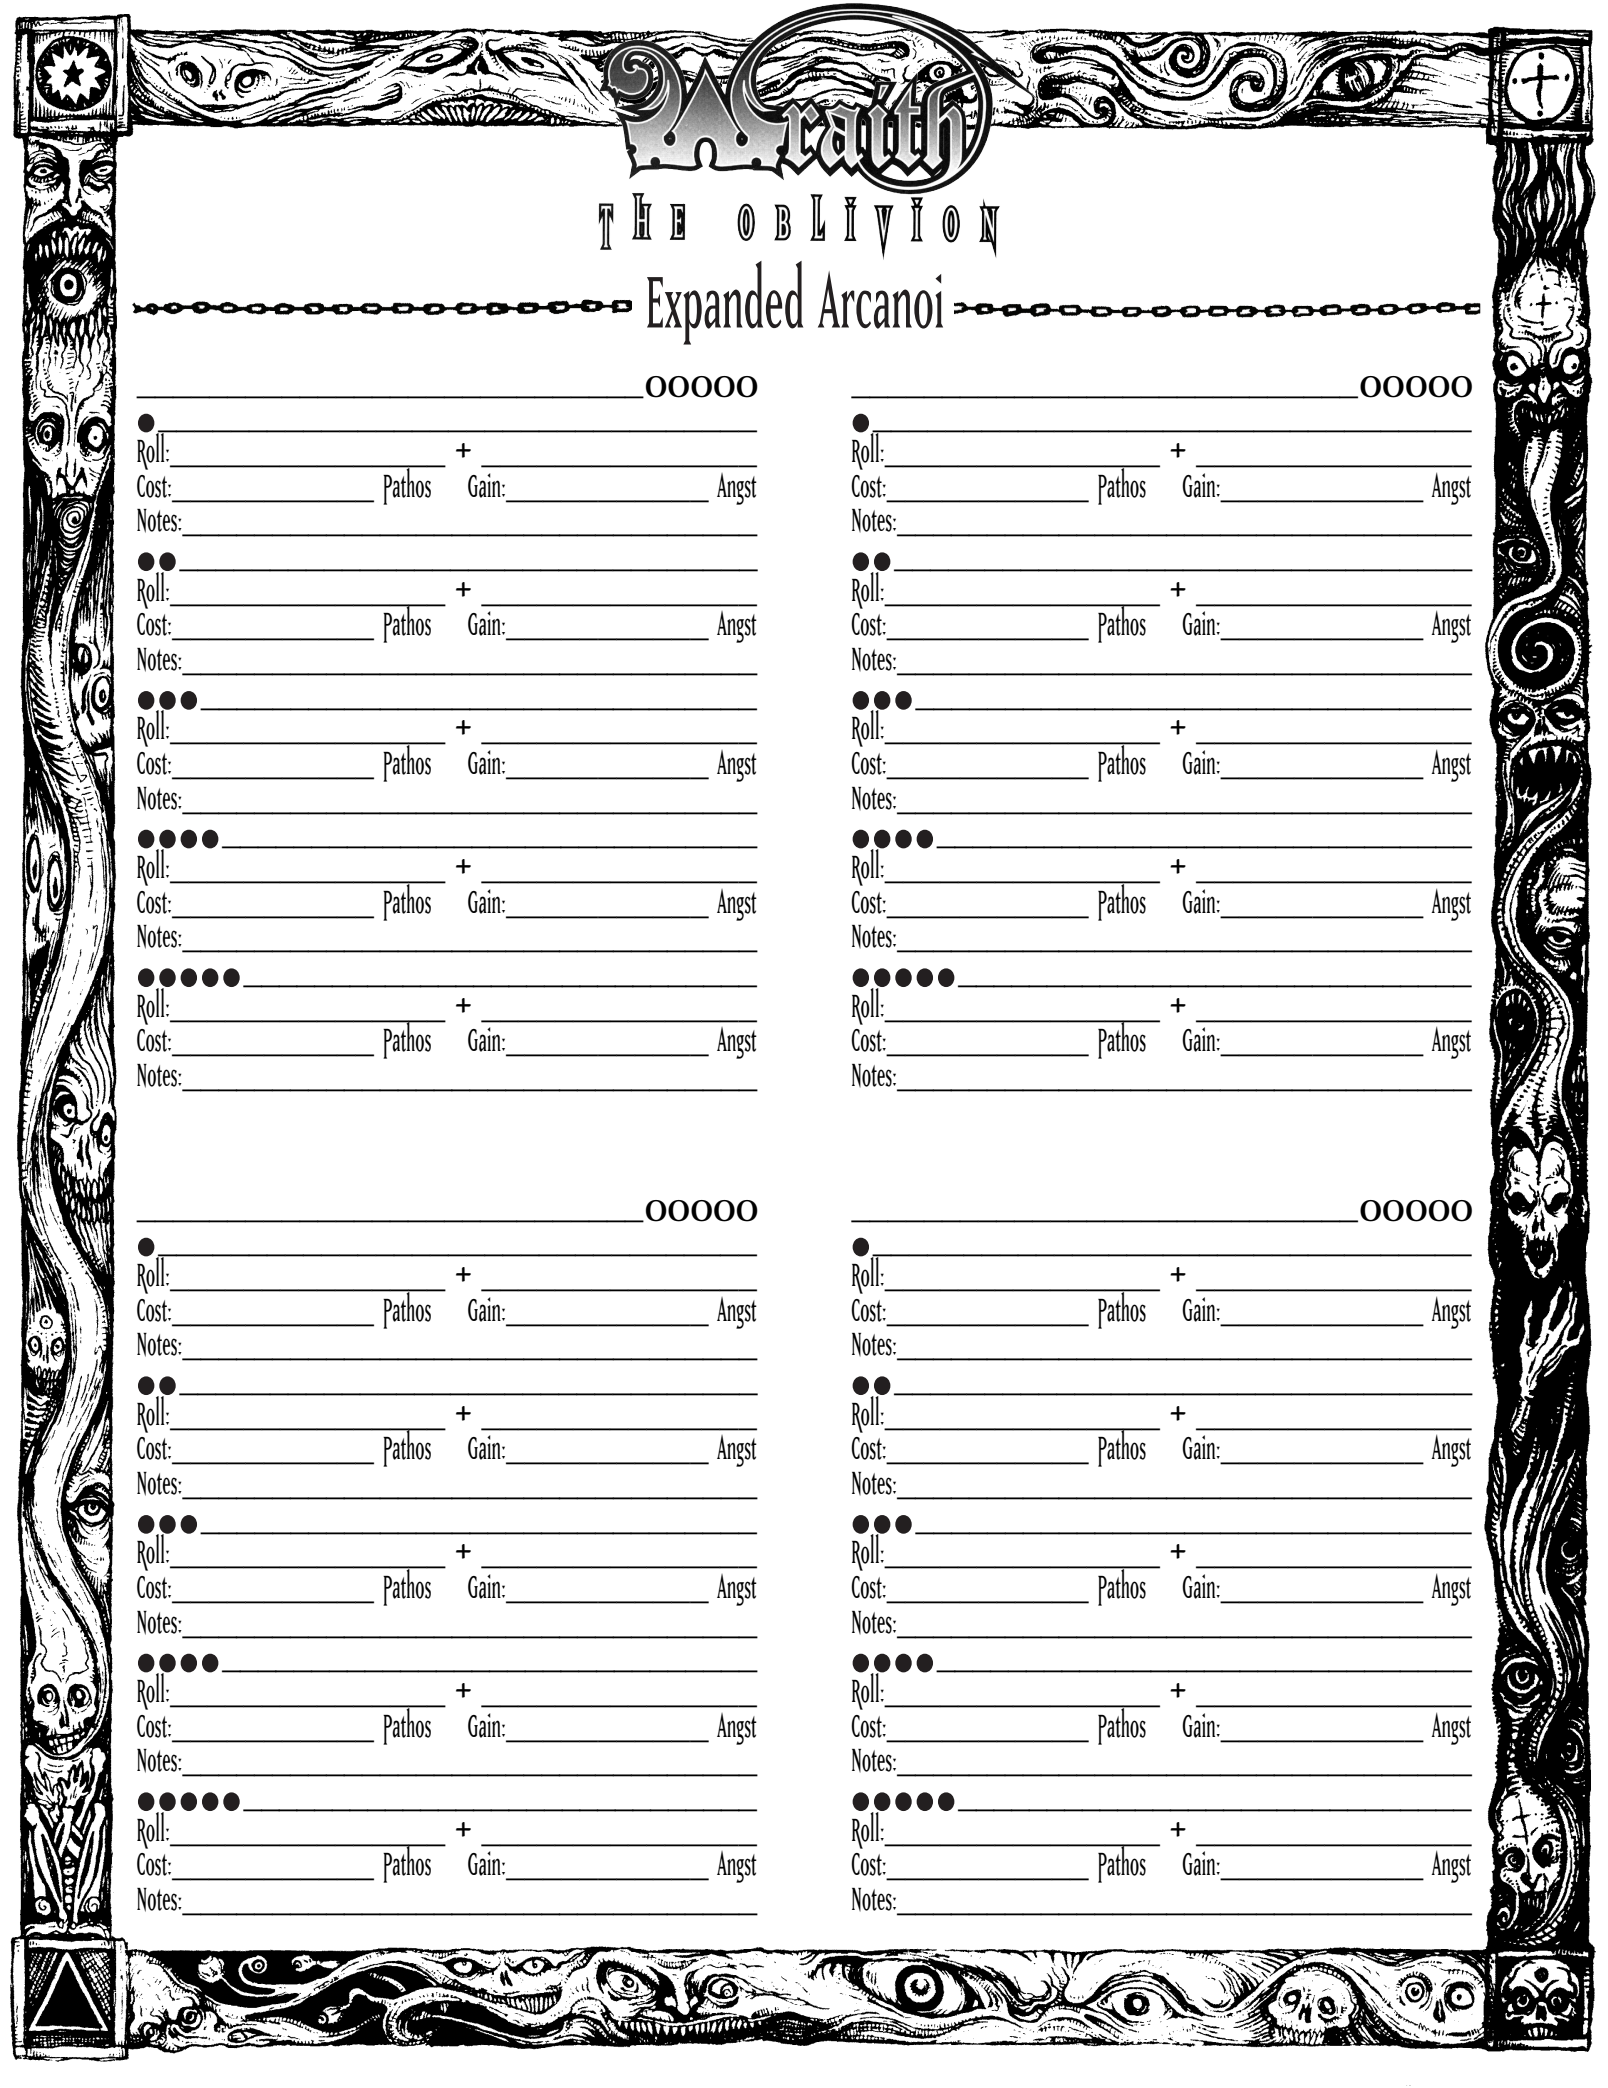 Wraith
THE OBLIVION
Expanded Arcanoi
OOOOO
●
Roll: +
Cost: Pathos Gain: Angst
Notes:
●●
Roll: +
Cost: Pathos Gain: Angst
Notes:
●●●
Roll: +
Cost: Pathos Gain: Angst
Notes:
●●●●
Roll: +
Cost: Pathos Gain: Angst
Notes:
●●●●●
Roll: +
Cost: Pathos Gain: Angst
Notes:
OOOOO
●
Roll: +
Cost: Pathos Gain: Angst
Notes:
●●
Roll: +
Cost: Pathos Gain: Angst
Notes:
●●●
Roll: +
Cost: Pathos Gain: Angst
Notes:
●●●●
Roll: +
Cost: Pathos Gain: Angst
Notes:
●●●●●
Roll: +
Cost: Pathos Gain: Angst
Notes:
OOOOO
●
Roll: +
Cost: Pathos Gain: Angst
Notes:
●●
Roll: +
Cost: Pathos Gain: Angst
Notes:
●●●
Roll: +
Cost: Pathos Gain: Angst
Notes:
●●●●
Roll: +
Cost: Pathos Gain: Angst
Notes:
●●●●●
Roll: +
Cost: Pathos Gain: Angst
Notes:
OOOOO
●
Roll: +
Cost: Pathos Gain: Angst
Notes:
●●
Roll: +
Cost: Pathos Gain: Angst
Notes:
●●●
Roll: +
Cost: Pathos Gain: Angst
Notes:
●●●●
Roll: +
Cost: Pathos Gain: Angst
Notes:
●●●●●
Roll: +
Cost: Pathos Gain: Angst
Notes: